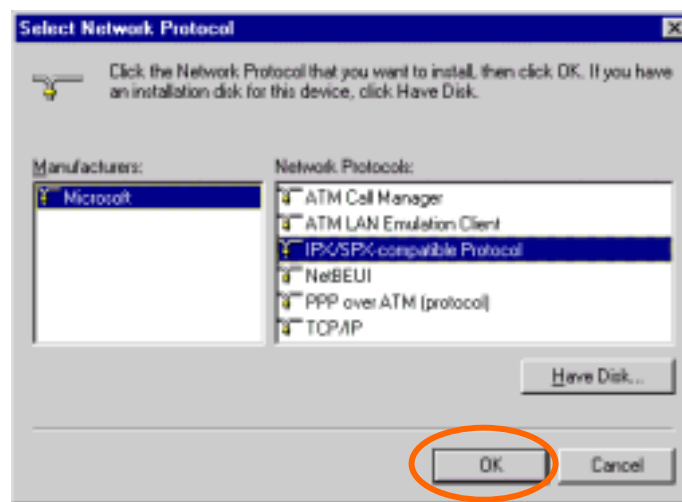 Select Network Protocol
Click the Network Protocol that you want to install, then click OK. If you have
an installation disk for this device, click Have Disk.
Manufacturers:
Microsoft
Network Protocols:
ATM Call Manager
ATM LAN Emulation Client
IPX/SPX-compatible Protocol
NetBEUI
PPP over ATM (protocol)
TCP/IP
Have Disk...
OK
Cancel